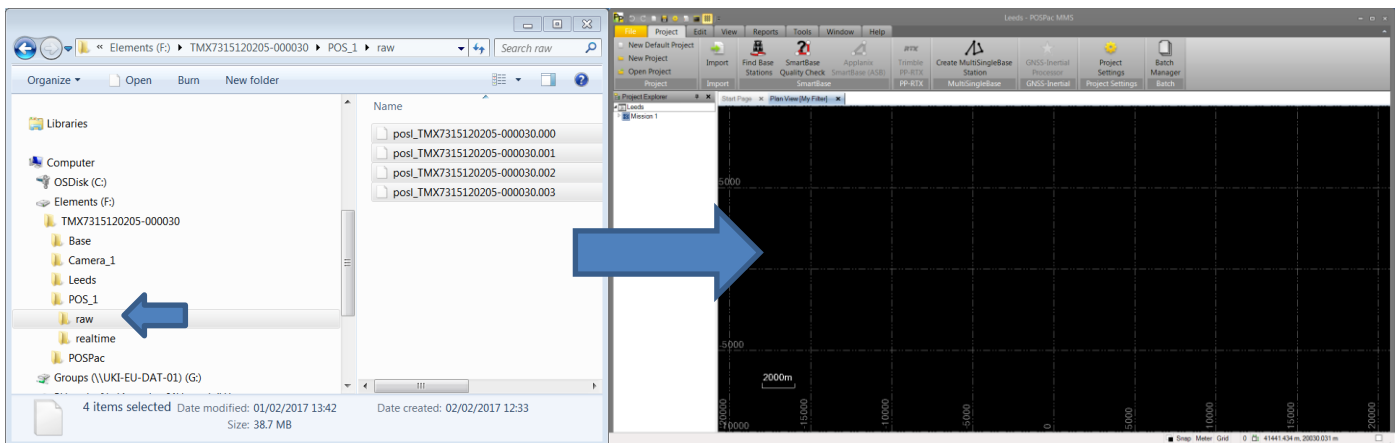 « Elements (F:) ▸ TMX7315120205-000030 ▸ POS_1 ▸ raw
Search raw
Organize
Open
Burn
New folder
Name
Libraries
posl_TMX7315120205-000030.000
posl_TMX7315120205-000030.001
Computer
posl_TMX7315120205-000030.002
OSDisk (C:)
posl_TMX7315120205-000030.003
Elements (F:)
TMX7315120205-000030
Base
Camera_1
Leeds
POS_1
raw
realtime
POSPac
Groups (\\UKI-EU-DAT-01) (G:)
4 items selected Date modified: 01/02/2017 13:42 Date created: 02/02/2017 12:33
Size: 38.7 MB
Leeds - POSPac MMS
File Project Edit View Reports Tools Window Help
New Default Project
New Project
Open Project
Project
Import
Import
Find Base Stations
SmartBase Quality Check
Applanix SmartBase (ASB)
SmartBase
Trimble PP-RTX
PP-RTX
Create MultiSingleBase Station
MultiSingleBase
GNSS-Inertial Processor
GNSS-Inertial
Project Settings
Project Settings
Batch Manager
Batch
Project Explorer
Start Page
Plan View [My Filter]
Leeds
Mission 1
5000
-5000
2000m
-15000
-10000
-5000
0
5000
10000
15000
20000
Snap Meter Grid 0 41441.434 m, 20030.031 m